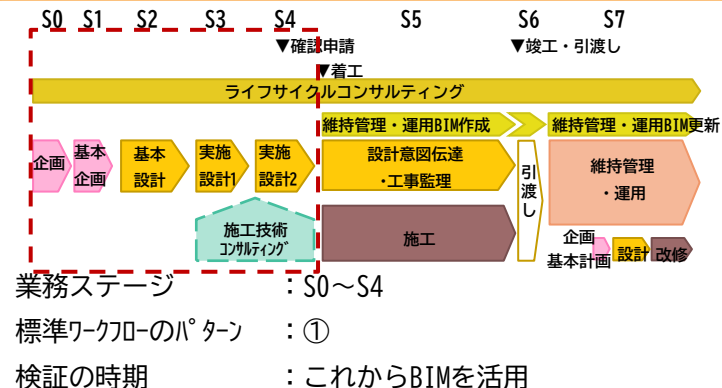 S0 S1 S2 S3 S4 S5 S6 S7
▼確認申請 ▼竣工・引渡し
▼着工
ライフサイクルコンサルティング
維持管理・運用BIM作成 維持管理・運用BIM更新
企画
基本
企画
基本
設計
実施
設計1
実施
設計2
設計意図伝達
・工事監理
引
渡
し
維持管理
・運用
施工技術
ｺﾝｻﾙﾃｨﾝｸﾞ
施工
企画
基本計画 設計 改修
業務ステージ ：S0～S4
標準ﾜｰｸﾌﾛｰのﾊﾟﾀｰﾝ ：①
検証の時期 ：これからBIMを活用